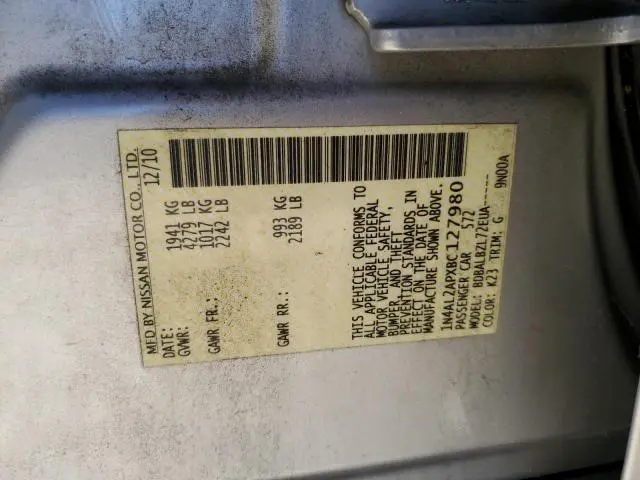 MFD BY NISSAN MOTOR CO., LTD.
DATE: 12/10
GVWR: 1941 KG
4279 LB
GAWR FR: 1017 KG
2242 LB
GAWR RR: 993 KG
2189 LB
THIS VEHICLE CONFORMS TO
ALL APPLICABLE FEDERAL
MOTOR VEHICLE SAFETY,
BUMPER, AND THEFT
PREVENTION STANDARDS IN
EFFECT ON THE DATE OF
MANUFACTURE SHOWN ABOVE.
1N4AL2APXBC127980
PASSENGER CAR 572
MODEL: BDBALBZL72EUA-----
COLOR: K23 TRIM: G 9N00A